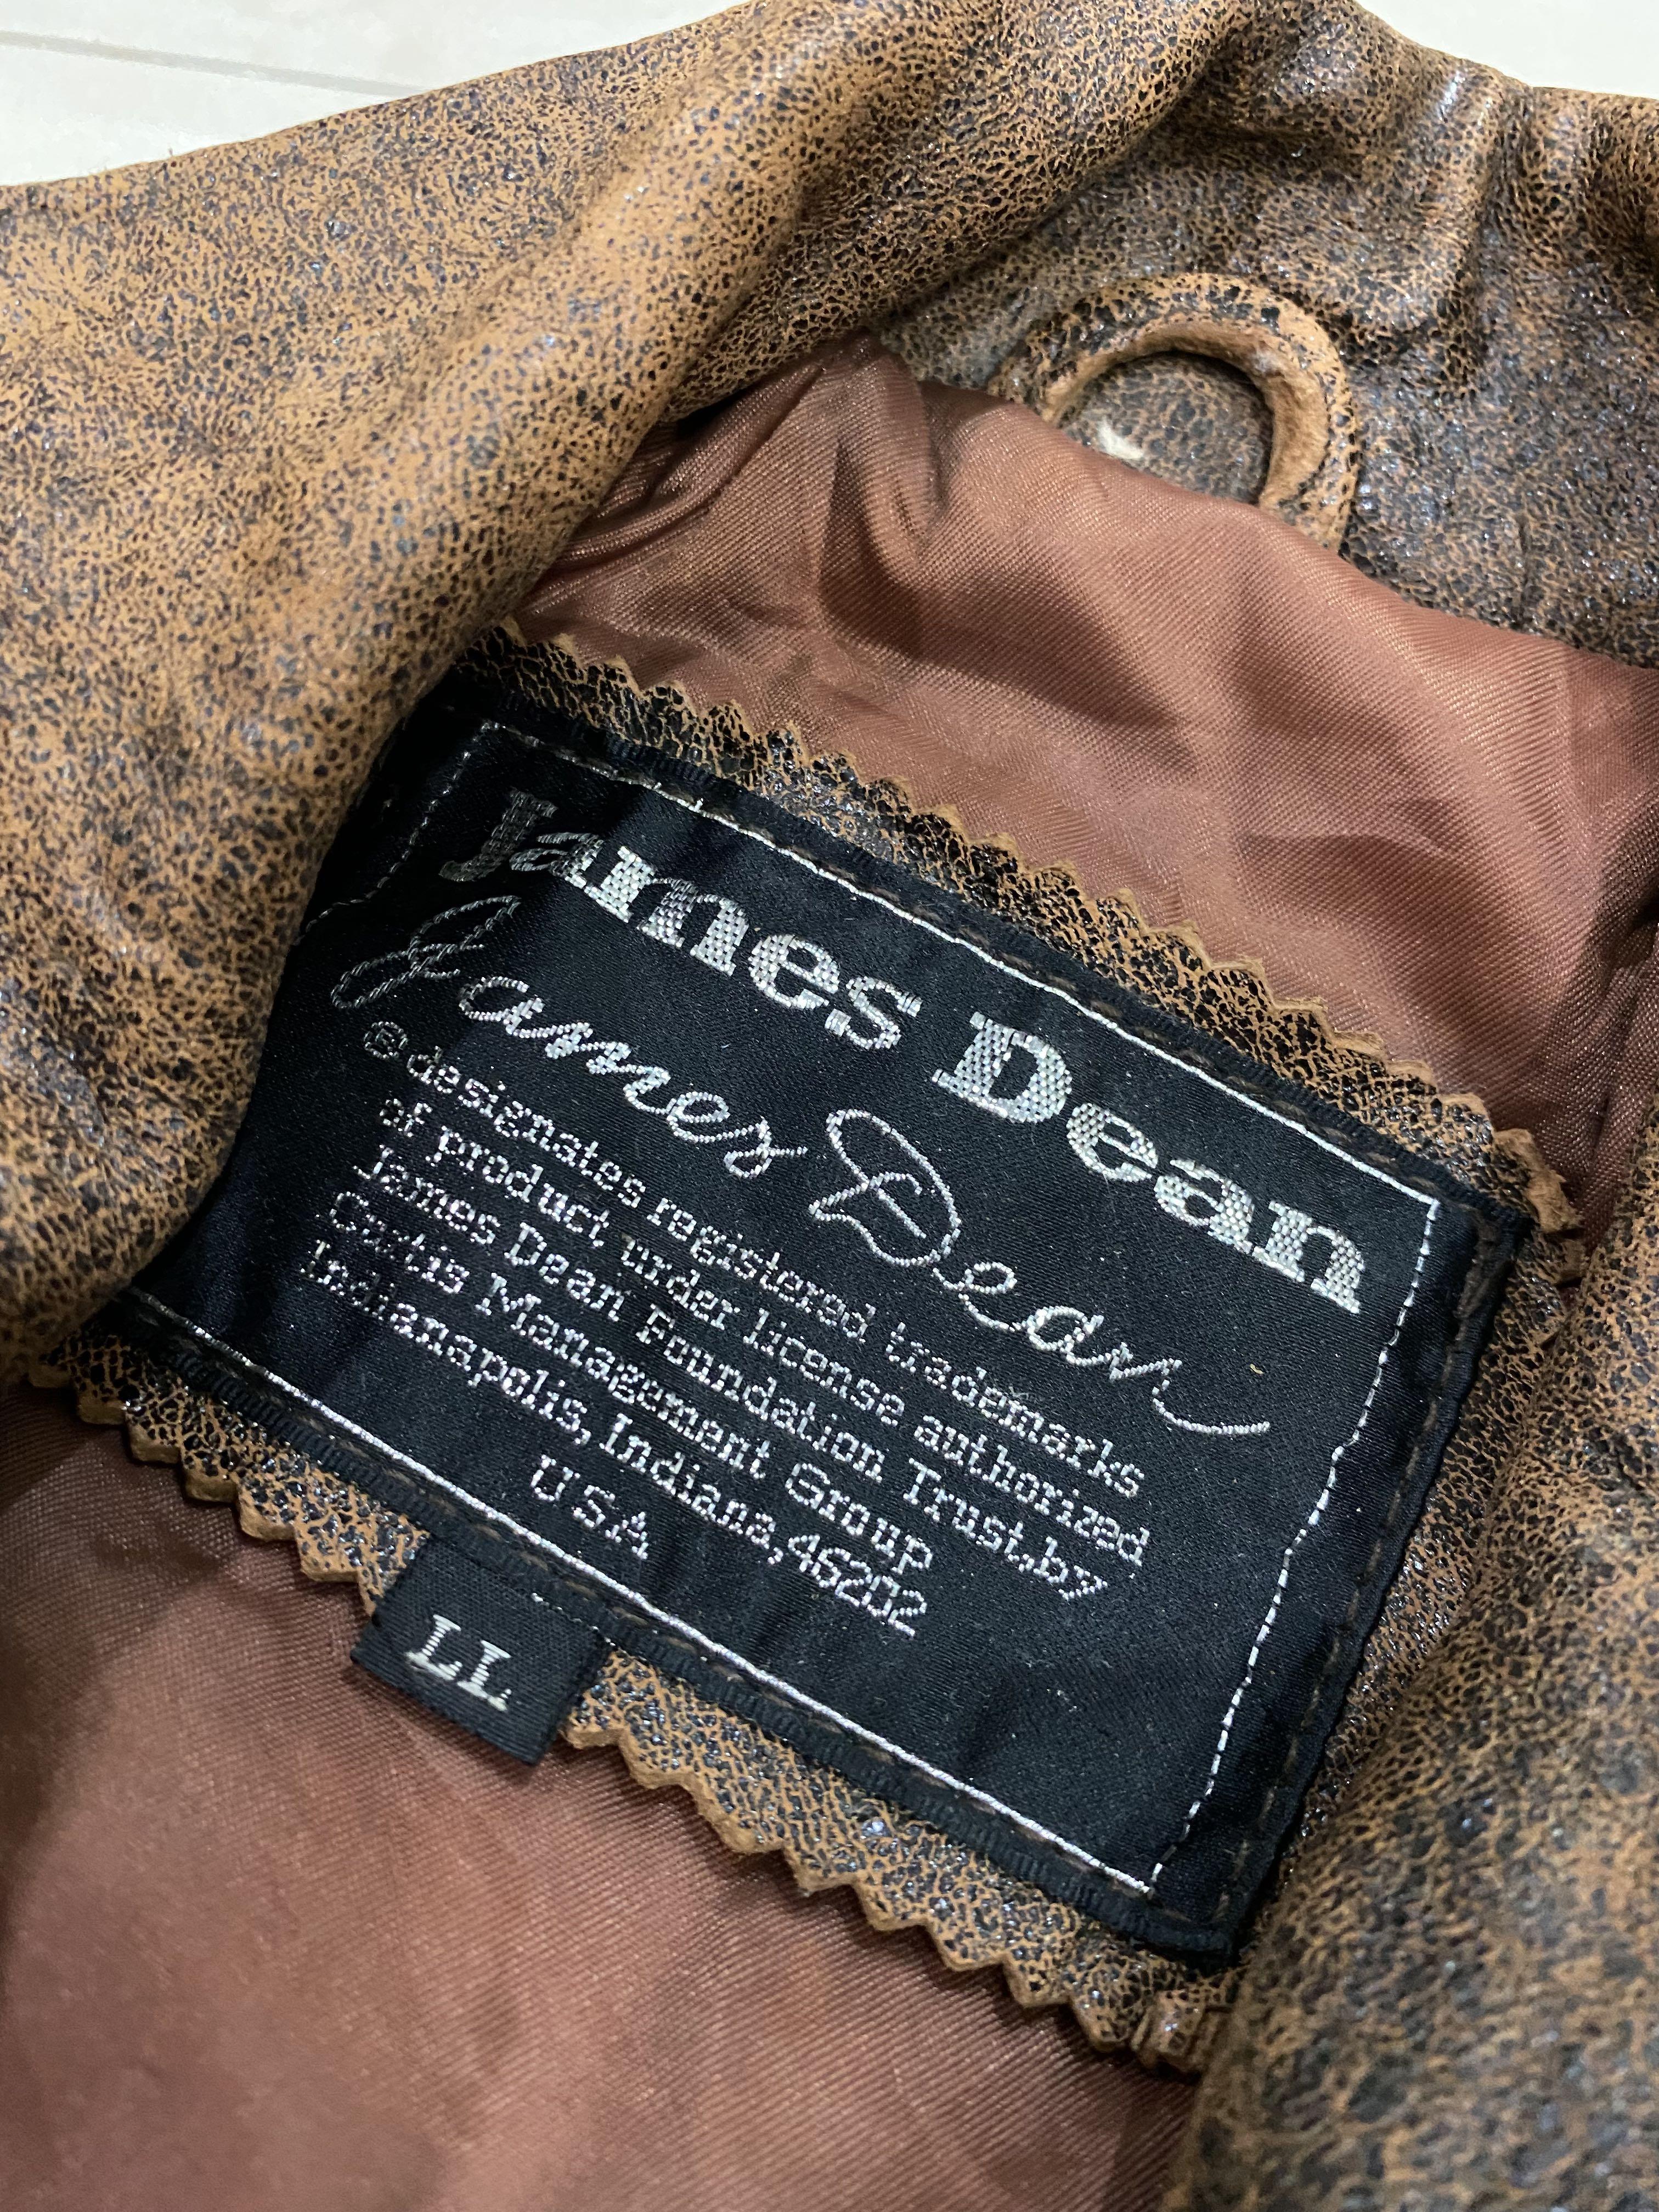 James Dean
James Dean
® designates registered trademarks
of product under license authorized
James Dean Foundation Trust.by
Curtis Management Group
Indianapolis, Indiana, 46202
USA
LL